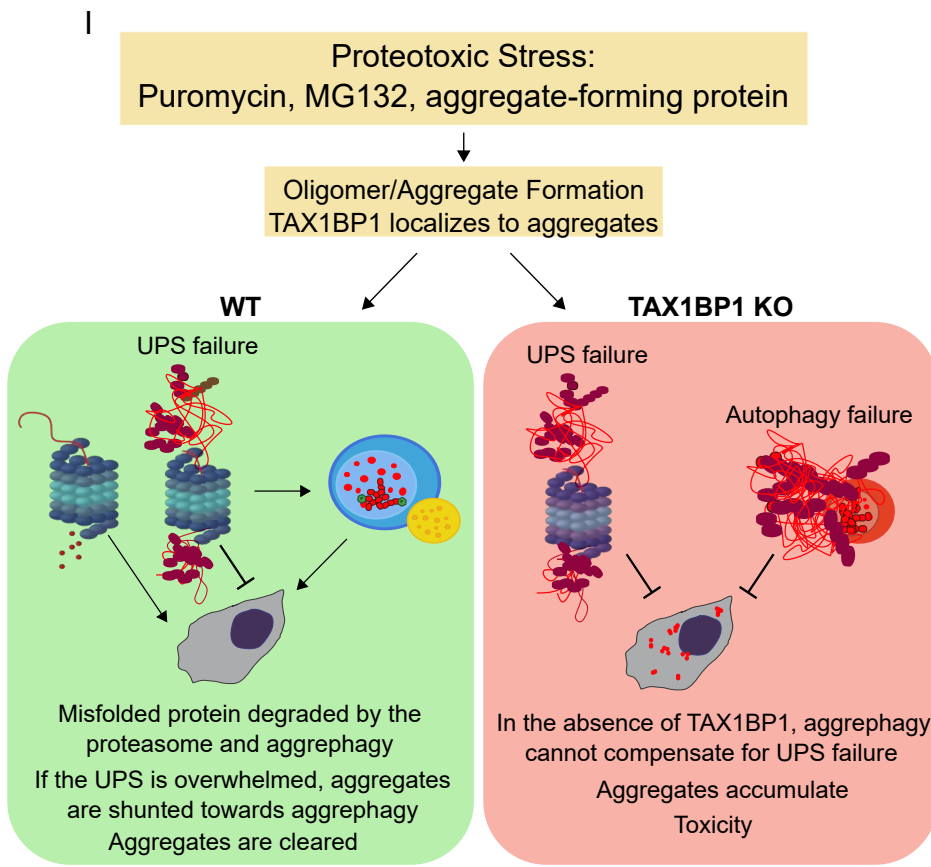 I
Proteotoxic Stress:
Puromycin, MG132, aggregate-forming protein
Oligomer/Aggregate Formation
TAX1BP1 localizes to aggregates
WT
UPS failure
Misfolded protein degraded by the
proteasome and aggrephagy
If the UPS is overwhelmed, aggregates
are shunted towards aggrephagy
Aggregates are cleared
TAX1BP1 KO
UPS failure
Autophagy failure
In the absence of TAX1BP1, aggrephagy
cannot compensate for UPS failure
Aggregates accumulate
Toxicity